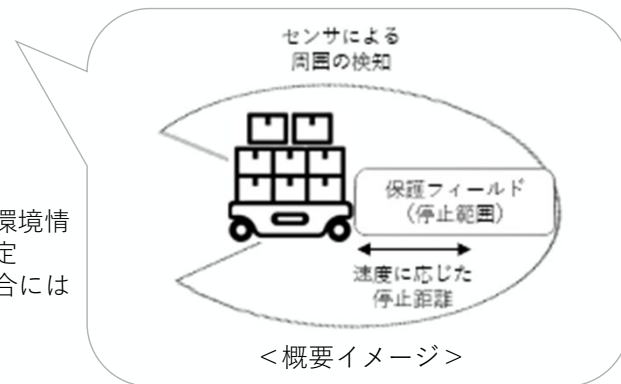 センサによる
周囲の検知
保護フィールド
（停止範囲）
環境情
定
合には
速度に応じた
停止距離
＜概要イメージ＞